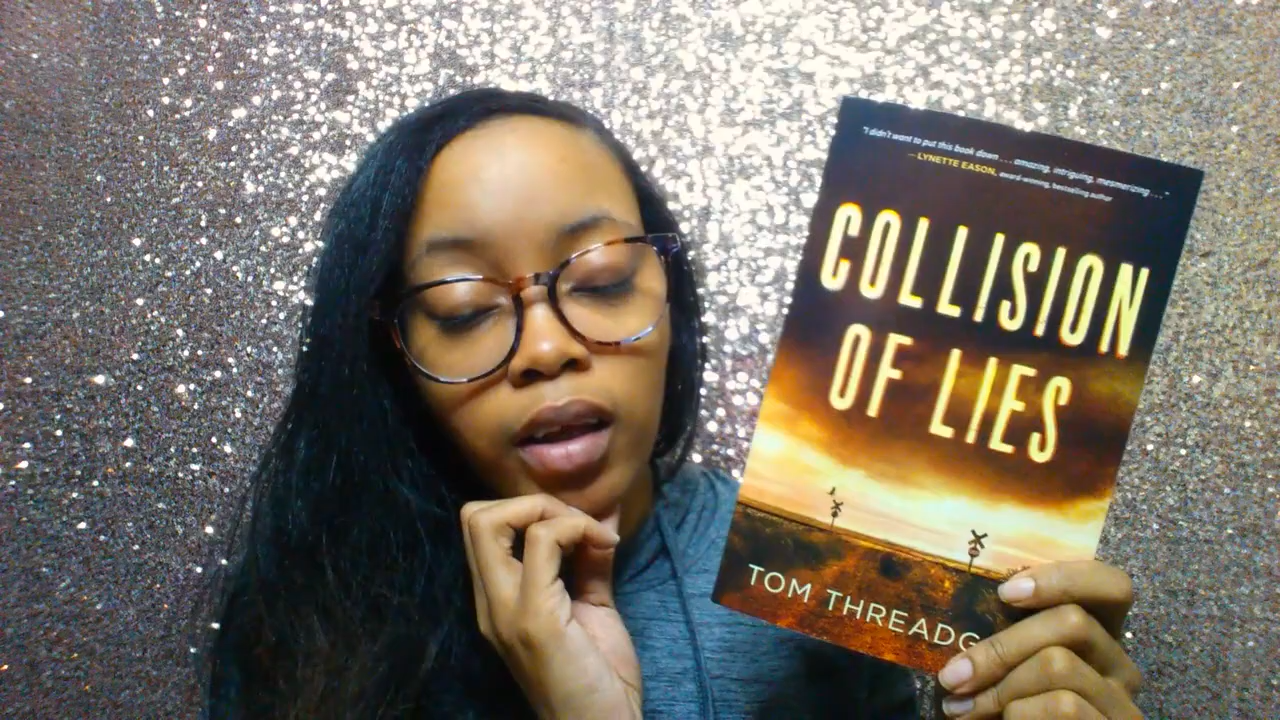 "I didn't want to put this book down . . . amazing, intriguing, mesmerizing . . ."
—LYNETTE EASON, award-winning, bestselling author
COLLISION
OF LIES
TOM THREADG